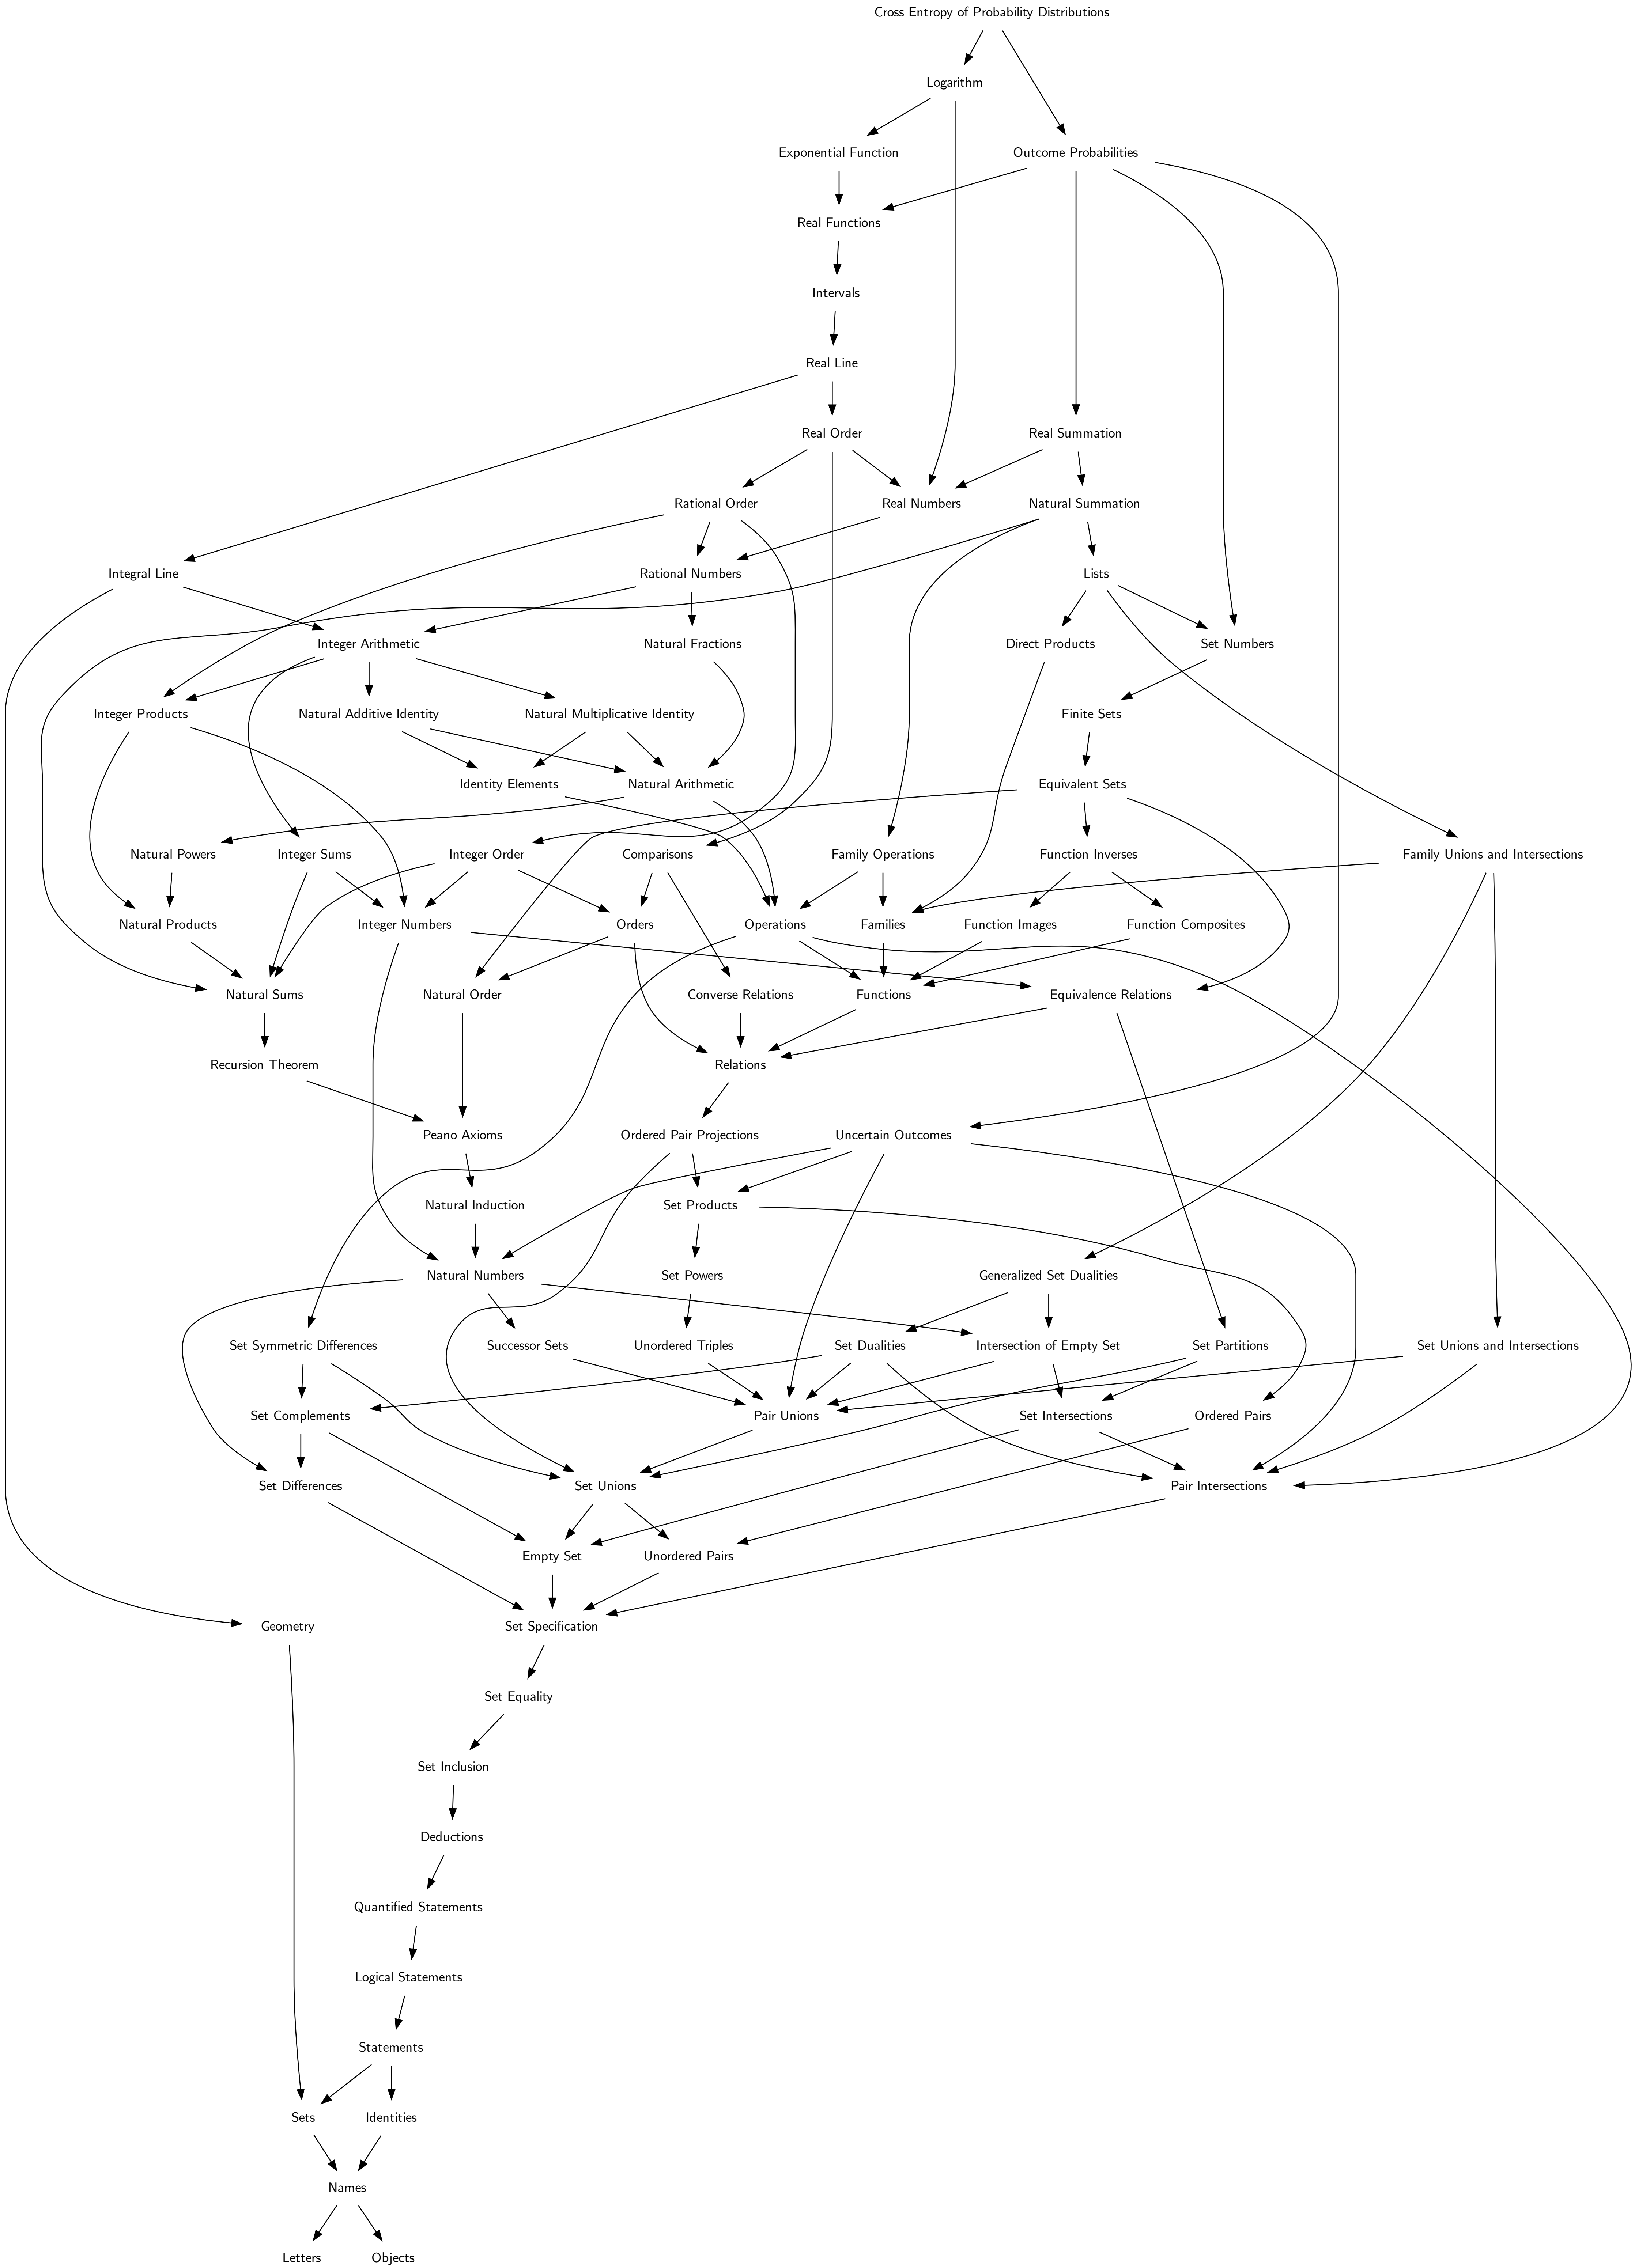 Cross Entropy of Probability Distributions
Logarithm
Exponential Function
Outcome Probabilities
Real Functions
Intervals
Real Line
Real Order
Real Summation
Rational Order
Real Numbers
Natural Summation
Integral Line
Rational Numbers
Lists
Integer Arithmetic
Natural Fractions
Direct Products
Set Numbers
Integer Products
Natural Additive Identity
Natural Multiplicative Identity
Finite Sets
Identity Elements
Natural Arithmetic
Equivalent Sets
Natural Powers
Integer Sums
Integer Order
Comparisons
Family Operations
Function Inverses
Family Unions and Intersections
Natural Products
Integer Numbers
Orders
Operations
Families
Function Images
Function Composites
Natural Sums
Natural Order
Converse Relations
Functions
Equivalence Relations
Recursion Theorem
Relations
Peano Axioms
Ordered Pair Projections
Uncertain Outcomes
Natural Induction
Set Products
Natural Numbers
Set Powers
Generalized Set Dualities
Set Symmetric Differences
Successor Sets
Unordered Triples
Set Dualities
Intersection of Empty Set
Set Partitions
Set Unions and Intersections
Set Complements
Pair Unions
Set Intersections
Ordered Pairs
Set Differences
Set Unions
Pair Intersections
Empty Set
Unordered Pairs
Geometry
Set Specification
Set Equality
Set Inclusion
Deductions
Quantified Statements
Logical Statements
Statements
Sets
Identities
Names
Letters
Objects